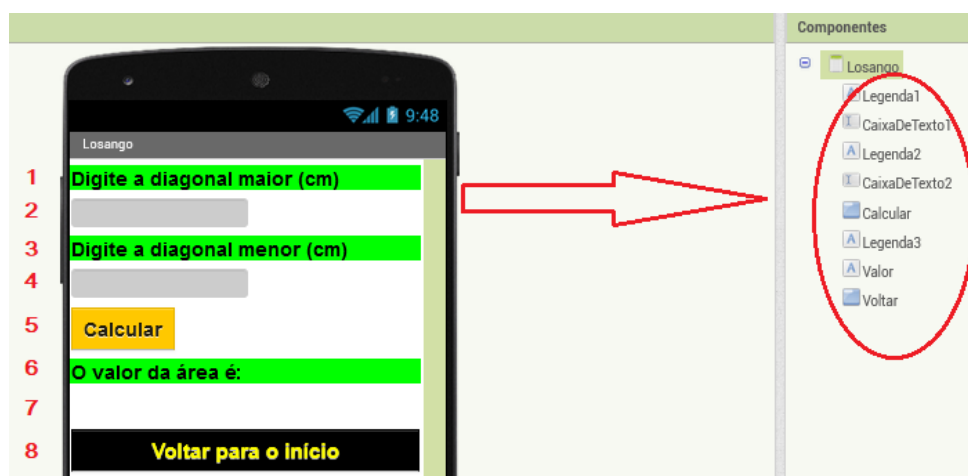 Componentes
Losango
Legenda1
CaixaDeTexto1
Legenda2
CaixaDeTexto2
Calcular
Legenda3
Valor
Voltar
9:48
Losango
1 Digite a diagonal maior (cm)
2
3 Digite a diagonal menor (cm)
4
5 Calcular
6 O valor da área é:
7
8 Voltar para o início